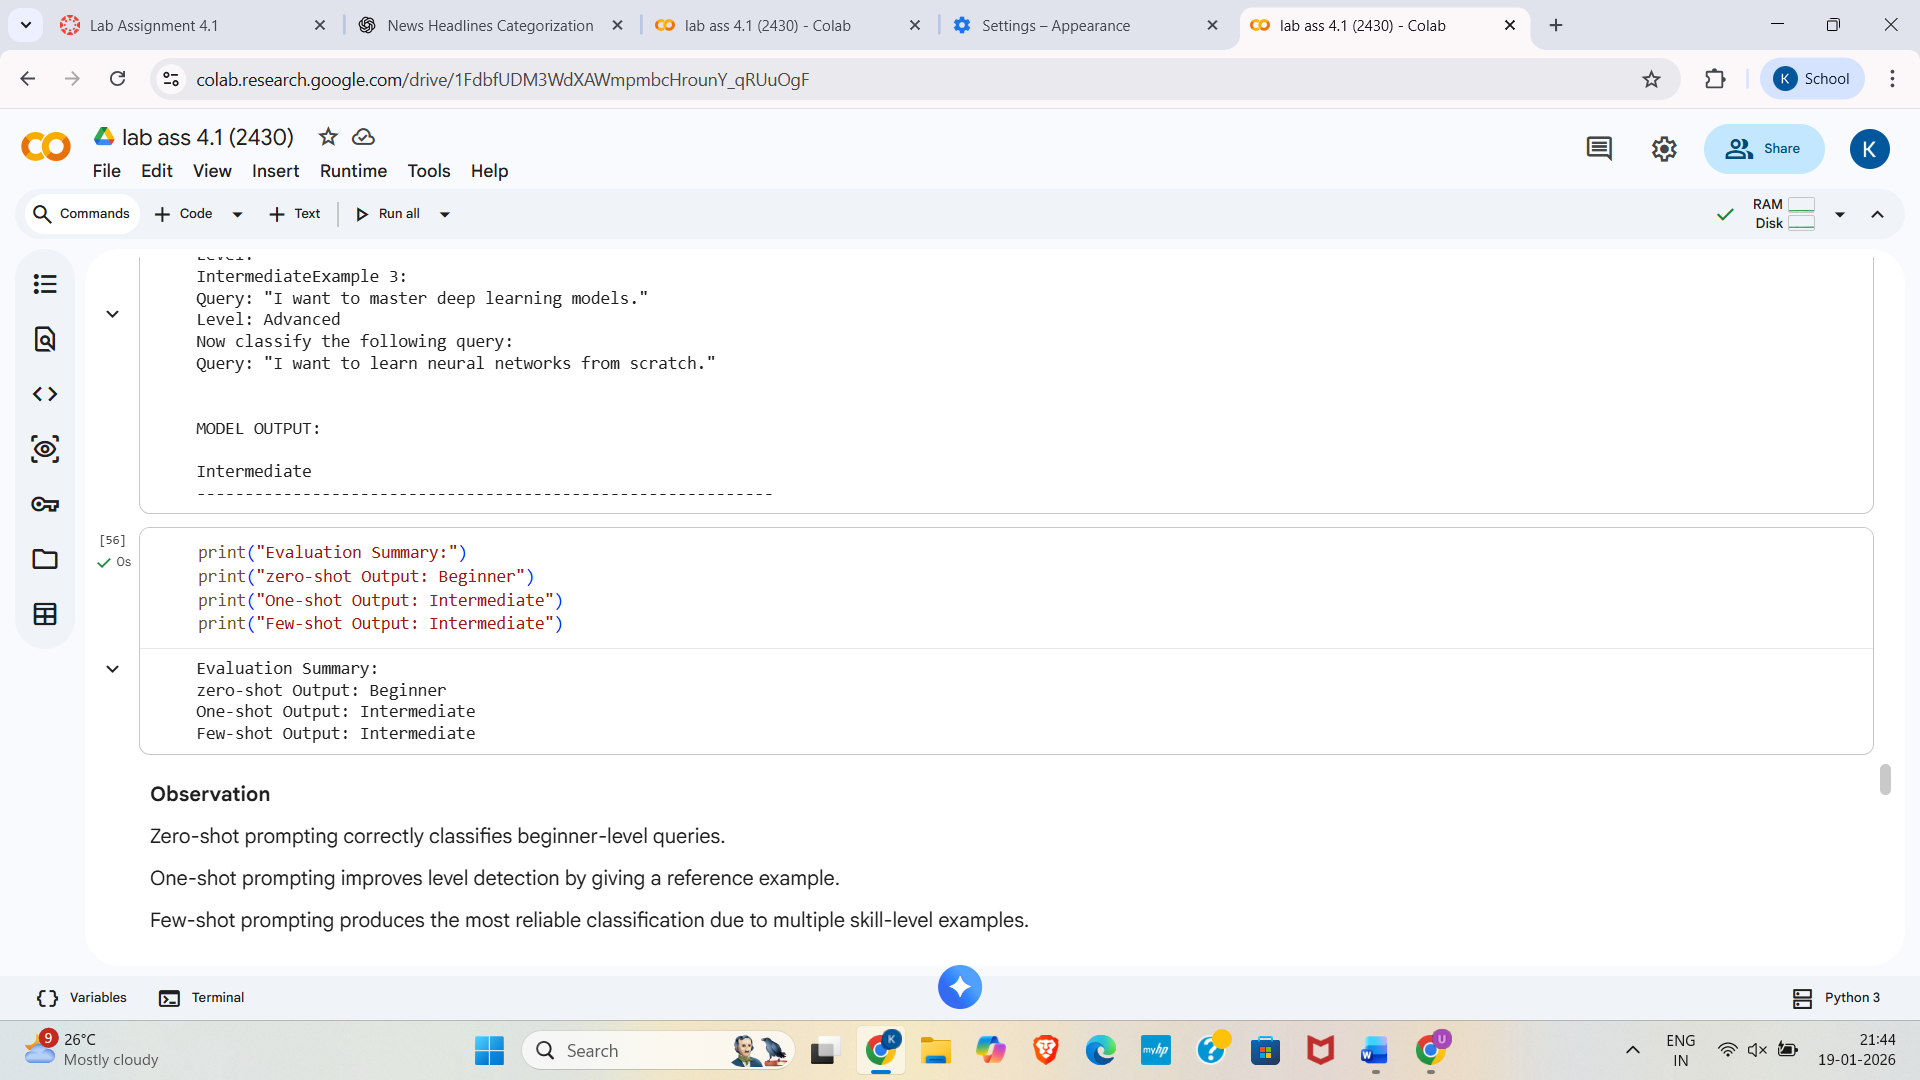 Lab Assignment 4.1
News Headlines Categorization
lab ass 4.1 (2430) - Colab
Settings – Appearance
lab ass 4.1 (2430) - Colab
colab.research.google.com/drive/1FdbfUDM3WdXAWmpmbcHrounY_qRUuOgF
K School
lab ass 4.1 (2430)
File Edit View Insert Runtime Tools Help
Share
K
Commands + Code + Text Run all
RAM
Disk
Level:
IntermediateExample 3:
Query: "I want to master deep learning models."
Level: Advanced
Now classify the following query:
Query: "I want to learn neural networks from scratch."
MODEL OUTPUT:
Intermediate
------------------------------------------------------------
[56]
0s
print("Evaluation Summary:")
print("zero-shot Output: Beginner")
print("One-shot Output: Intermediate")
print("Few-shot Output: Intermediate")
Evaluation Summary:
zero-shot Output: Beginner
One-shot Output: Intermediate
Few-shot Output: Intermediate
Observation
Zero-shot prompting correctly classifies beginner-level queries.
One-shot prompting improves level detection by giving a reference example.
Few-shot prompting produces the most reliable classification due to multiple skill-level examples.
Variables
Terminal
Python 3
9
26°C
Mostly cloudy
Search
K
myhp
W
U
ENG
IN
21:44
19-01-2026